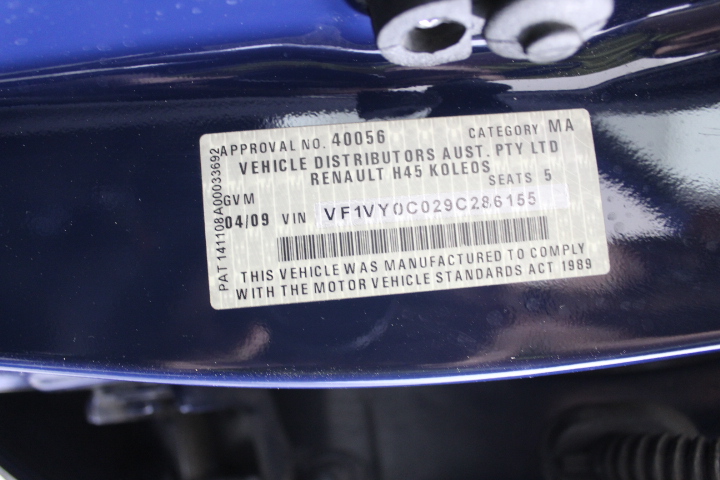 APPROVAL NO. 40056 CATEGORY MA
VEHICLE DISTRIBUTORS AUST. PTY LTD
RENAULT H45 KOLEOS
SEATS 5
GVM
04/09 VIN VF1VY0C029C286155
THIS VEHICLE WAS MANUFACTURED TO COMPLY
WITH THE MOTOR VEHICLE STANDARDS ACT 1989
PAT 141108A00033692